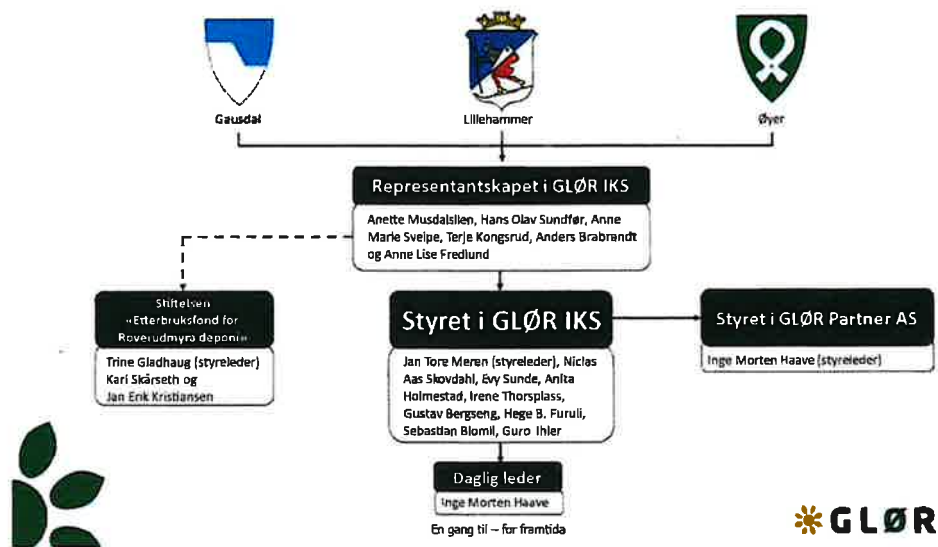 Gausdal
Lillehammer
Øyer
Representantskapet i GLØR IKS
Anette Musdalslien, Hans Olav Sundfør, Anne
Marie Sveipe, Terje Kongsrud, Anders Brabrandt
og Anne Lise Fredlund
Stiftelsen
«Etterbruksfond for
Roverudmyra deponi»
Trine Gladhaug (styreleder)
Kari Skårseth og
Jan Erik Kristiansen
Styret i GLØR IKS
Jan Tore Meren (styreleder), Niclas
Aas Skovdahl, Evy Sunde, Anita
Holmestad, Irene Thorsplass,
Gustav Bergseng, Hege B. Furuli,
Sebastian Blomli, Guro Ihler
Styret i GLØR Partner AS
Inge Morten Haave (styreleder)
Daglig leder
Inge Morten Haave
En gang til – for framtida
GLØR